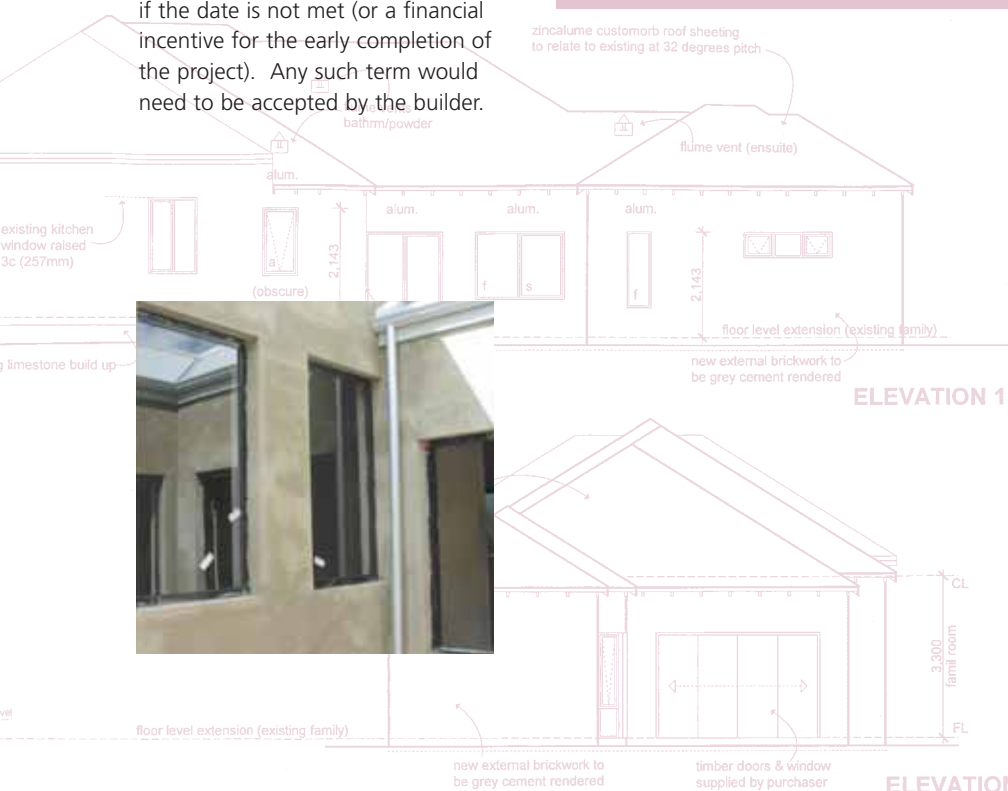 if the date is not met (or a financial
incentive for the early completion of
the project). Any such term would
need to be accepted by the builder.
zincalume customorb roof sheeting
to relate to existing at 32 degrees pitch
bathrm/powder
flume vent (ensuite)
alum.
alum.
alum.
alum.
existing kitchen
window raised
3c (257mm)
a
(obscure)
2,143
f
s
f
2,143
floor level extension (existing family)
limestone build up
new external brickwork to
be grey cement rendered
ELEVATION 1
CL
3,300
famil room
FL
floor level extension (existing family)
new external brickwork to
be grey cement rendered
timber doors & window
supplied by purchaser
ELEVATION